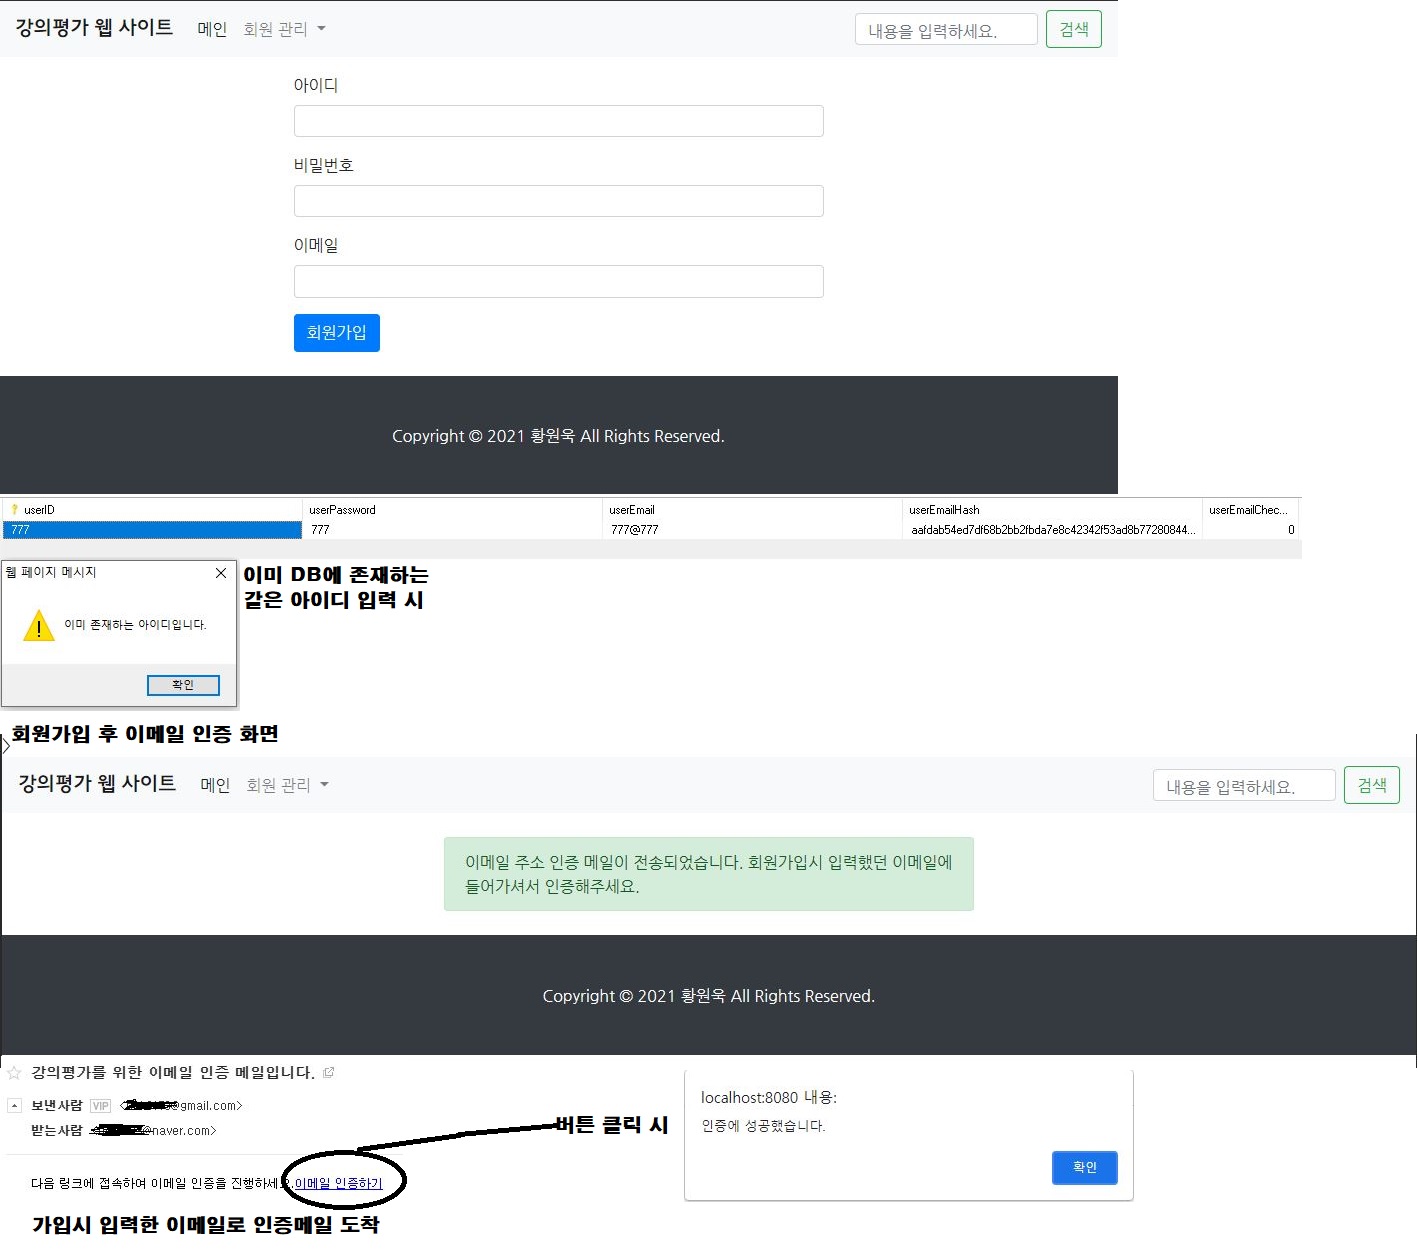 강의평가 웹 사이트 메인 회원 관리 내용을 입력하세요. 검색
아이디
비밀번호
이메일
회원가입
Copyright © 2021 황원욱 All Rights Reserved.
userID userPassword userEmail userEmailHash userEmailChec...
777 777 777@777 aafdab54ed7df68b2bb2fbda7e8c42342f53ad8b77280844... 0
웹 페이지 메시지
이미 존재하는 아이디입니다.
확인
이미 DB에 존재하는
같은 아이디 입력 시
회원가입 후 이메일 인증 화면
강의평가 웹 사이트 메인 회원 관리 내용을 입력하세요. 검색
이메일 주소 인증 메일이 전송되었습니다. 회원가입시 입력했던 이메일에
들어가셔서 인증해주세요.
Copyright © 2021 황원욱 All Rights Reserved.
강의평가를 위한 이메일 인증 메일입니다.
보낸사람 VIP @gmail.com>
받는사람 @naver.com>
다음 링크에 접속하여 이메일 인증을 진행하세요.이메일 인증하기
가입시 입력한 이메일로 인증메일 도착
버튼 클릭 시
localhost:8080 내용:
인증에 성공했습니다.
확인